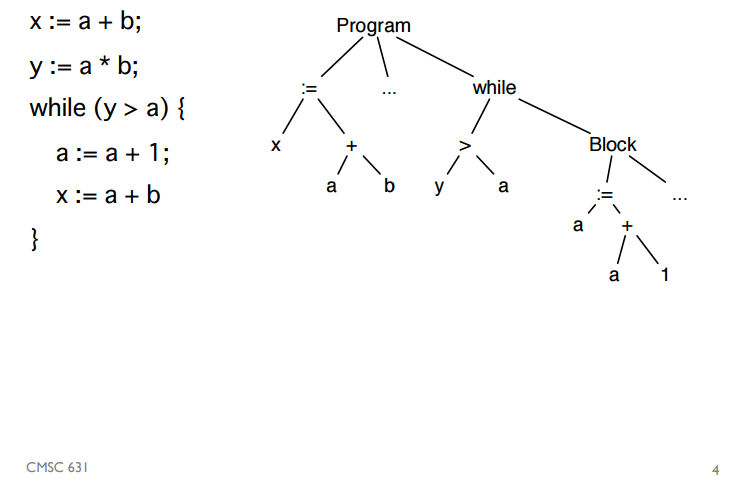 x := a + b;
y := a * b;
while (y > a) {
a := a + 1;
x := a + b
}
Program
:= ... while
x + > Block
a b y a := ...
a +
a 1
CMSC 631 4